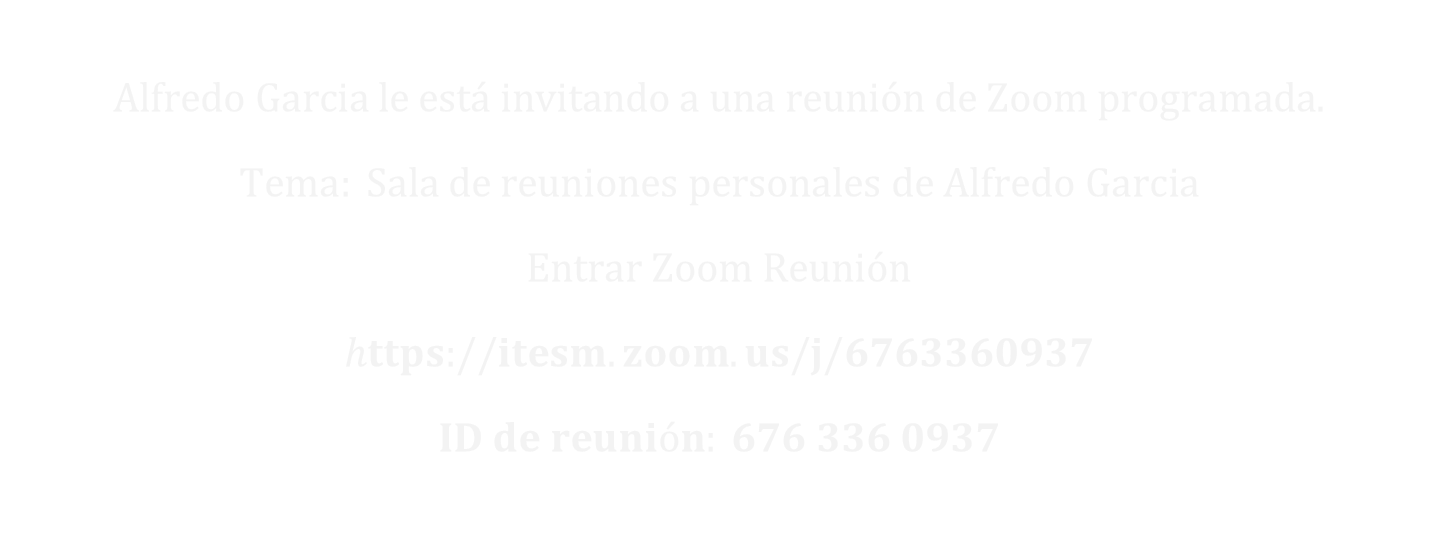 Alfredo Garcia le está invitando a una reunión de Zoom programada.
Tema: Sala de reuniones personales de Alfredo Garcia
Entrar Zoom Reunión
https://itesm.zoom.us/j/6763360937
ID de reunión: 676 336 0937